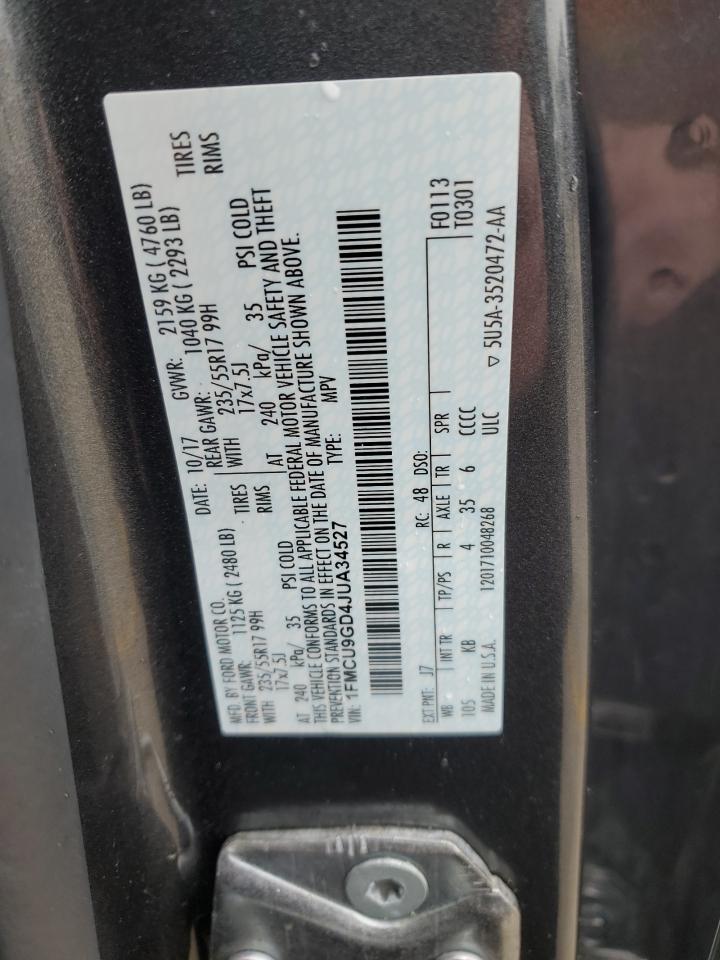 MFD. BY FORD MOTOR CO. DATE: 10/17 GVWR: 2159 KG ( 4760 LB)
FRONT GAWR: 1125 KG ( 2480 LB) REAR GAWR: 1040 KG ( 2293 LB)
WITH 235/55R17 99H TIRES WITH 235/55R17 99H TIRES
17x7.5J RIMS 17x7.5J RIMS
AT 240 kPa/ 35 PSI COLD AT 240 kPa/ 35 PSI COLD
THIS VEHICLE CONFORMS TO ALL APPLICABLE FEDERAL MOTOR VEHICLE SAFETY AND THEFT
PREVENTION STANDARDS IN EFFECT ON THE DATE OF MANUFACTURE SHOWN ABOVE.
VIN: 1FMCU9GD4JUA34527 TYPE: MPV
F0113
EXT PNT: J7 RC: 48 DSO: T0301
WB INT TR TP/PS R AXLE TR SPR
105 KB 4 35 6 CCCC
MADE IN U.S.A. 1201710048268 ULC ▽ 5U5A-3520472-AA